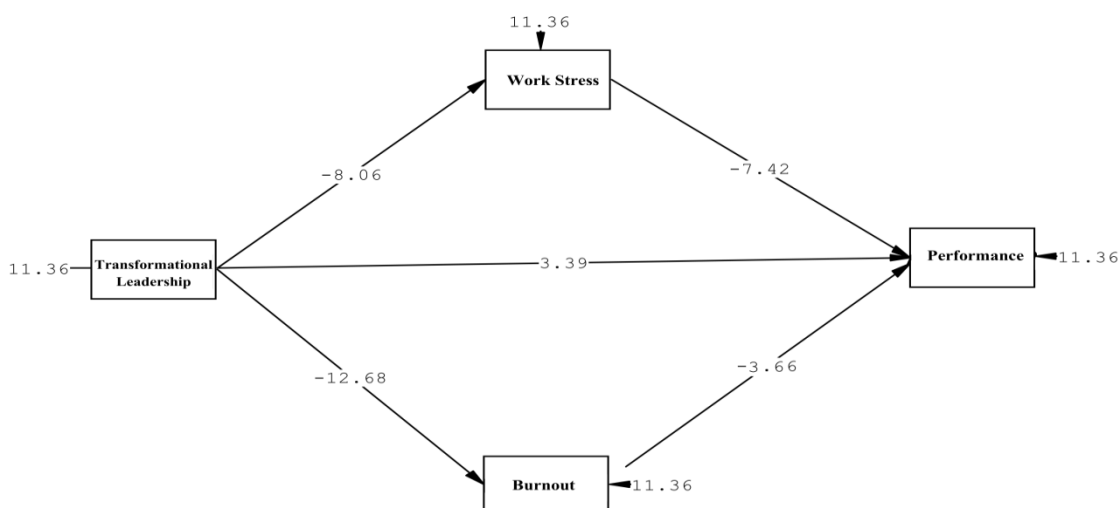 11.36
Work Stress
-8.06
-7.42
11.36
Transformational
Leadership
3.39
Performance
11.36
-12.68
-3.66
Burnout
11.36